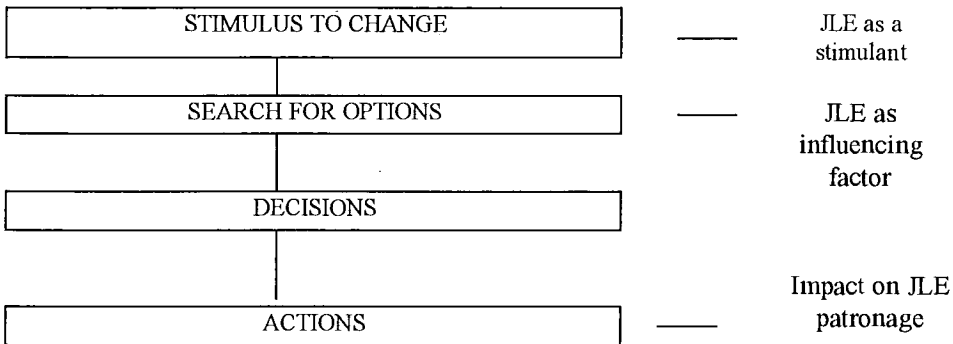 STIMULUS TO CHANGE
JLE as a
stimulant
SEARCH FOR OPTIONS
JLE as
influencing
factor
DECISIONS
Impact on JLE
patronage
ACTIONS